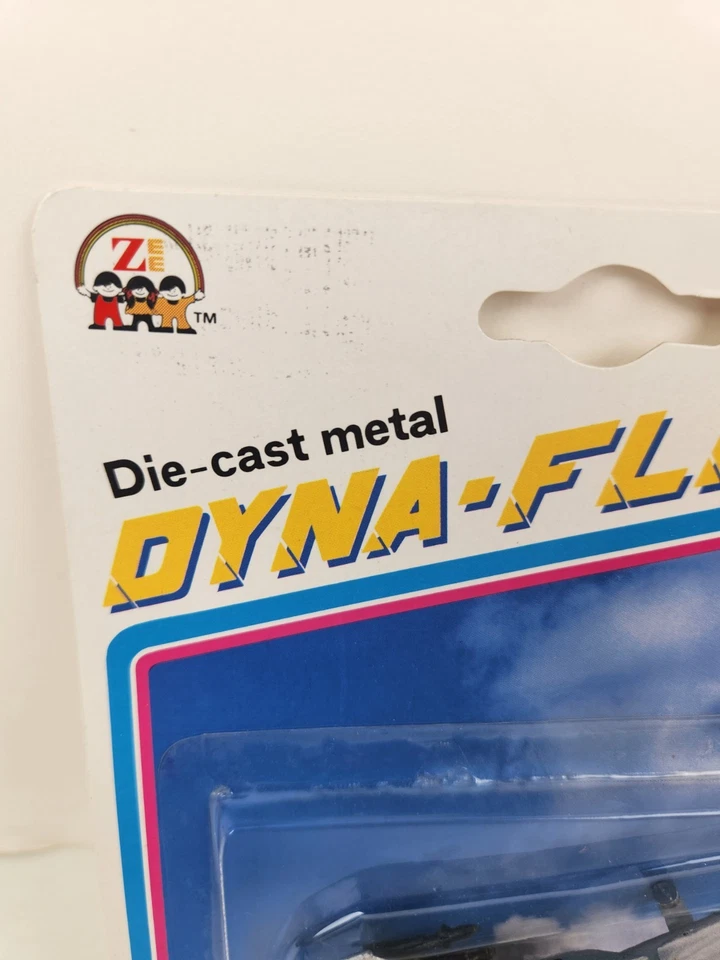 ZEE
TM
Die-cast metal
DYNA-FL